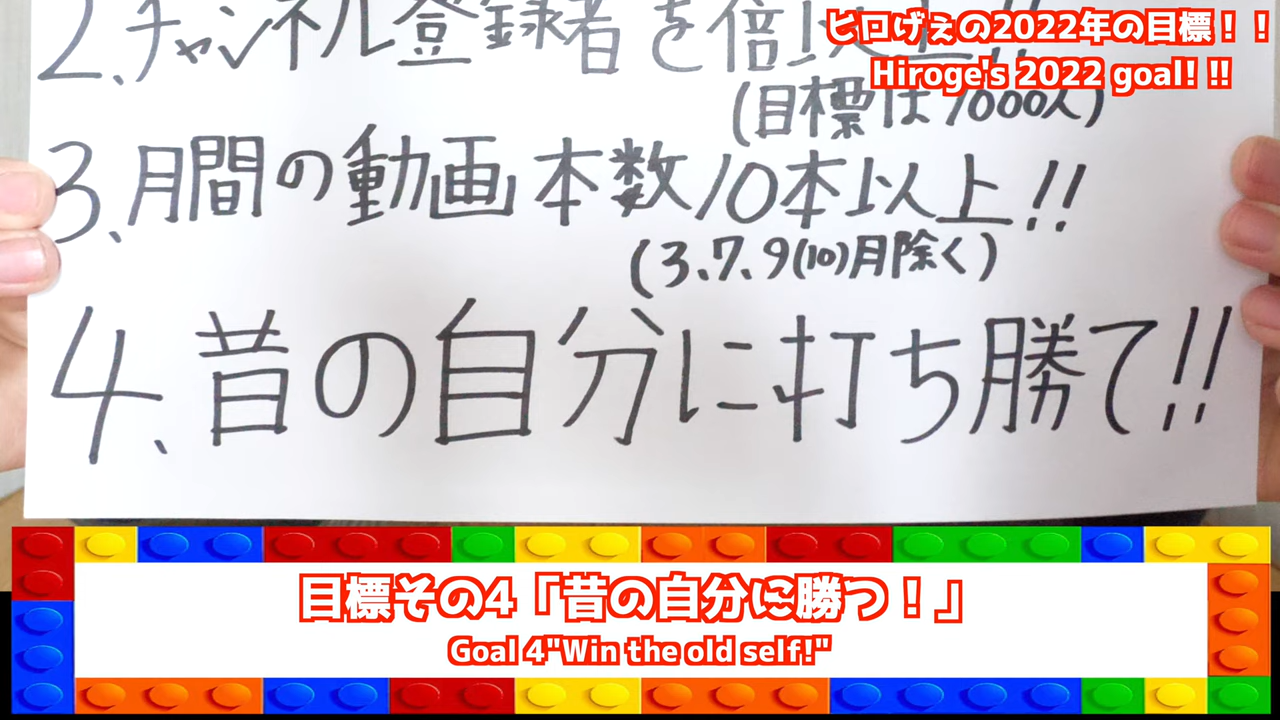 ヒロげぇの2022年の目標！！
Hiroge's 2022 goal! !!
2、チャンネル登録者を倍以上!!
(目標は1000人)
3、月間の動画本数10本以上!!
(3、7、9(10)月除く)
4、昔の自分に打ち勝て!!
目標その4「昔の自分に勝つ！」
Goal 4"Win the old self!"